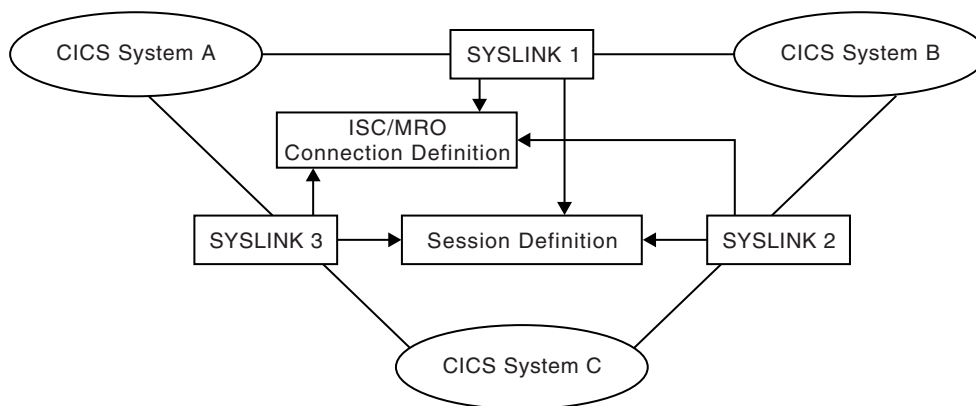 CICS System A
SYSLINK 1
CICS System B
ISC/MRO
Connection Definition
SYSLINK 3
Session Definition
SYSLINK 2
CICS System C